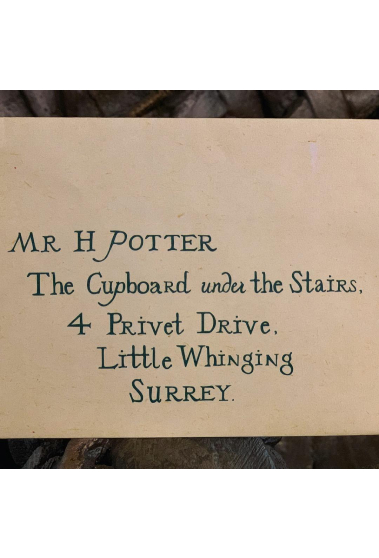 MR H POTTER
The Cupboard under the Stairs,
4 Privet Drive,
Little Whinging
SURREY.